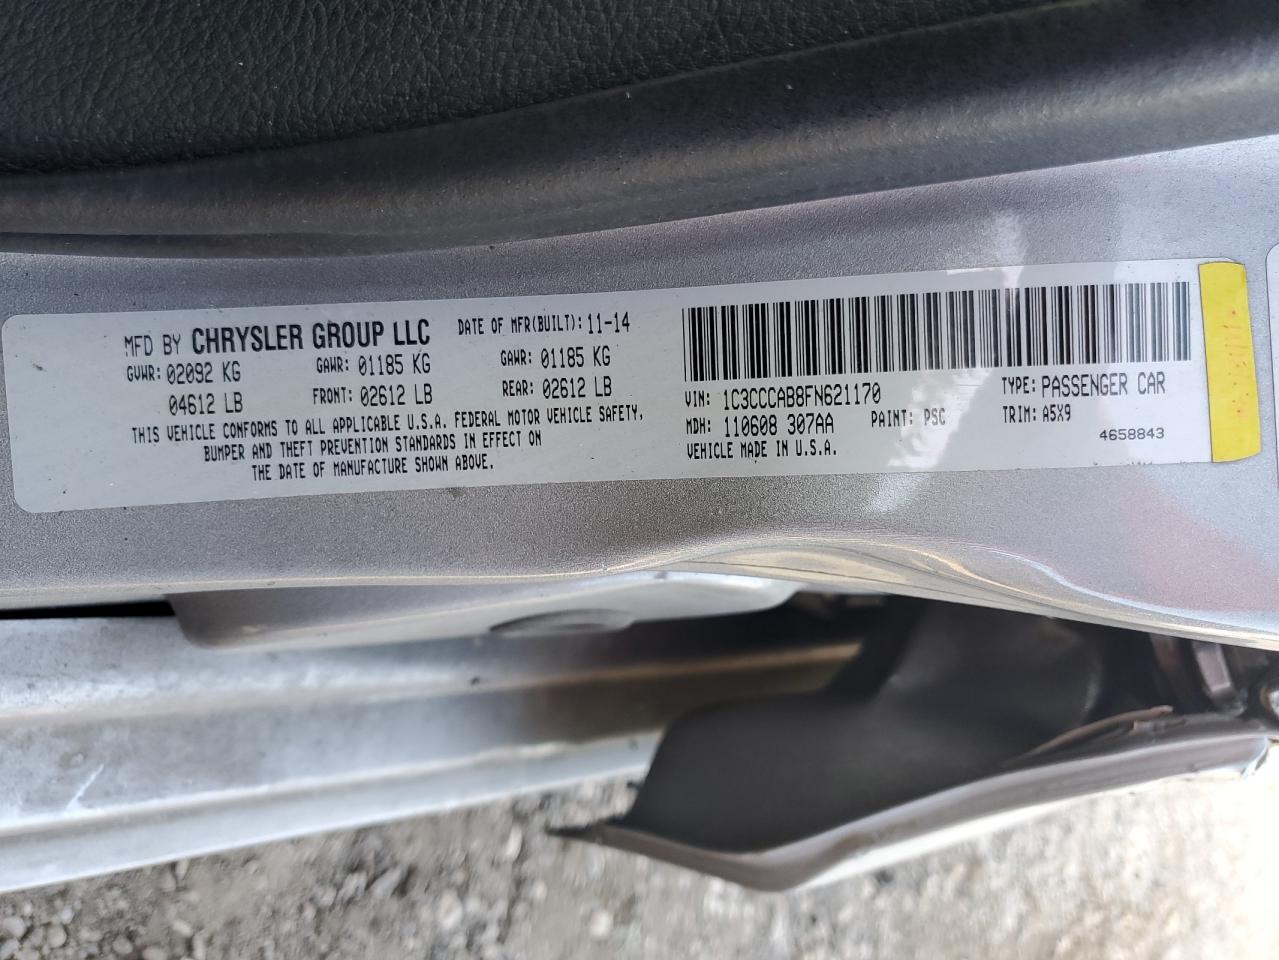 MFD BY CHRYSLER GROUP LLC DATE OF MFR(BUILT): 11-14
GVWR: 02092 KG GAWR: 01185 KG GAWR: 01185 KG
04612 LB FRONT: 02612 LB REAR: 02612 LB
THIS VEHICLE CONFORMS TO ALL APPLICABLE U.S.A. FEDERAL MOTOR VEHICLE SAFETY,
BUMPER AND THEFT PREVENTION STANDARDS IN EFFECT ON
THE DATE OF MANUFACTURE SHOWN ABOVE.
VIN: 1C3CCCAB8FN621170 TYPE: PASSENGER CAR
MDH: 110608 307AA PAINT: PSC TRIM: A5X9
VEHICLE MADE IN U.S.A. 4658843